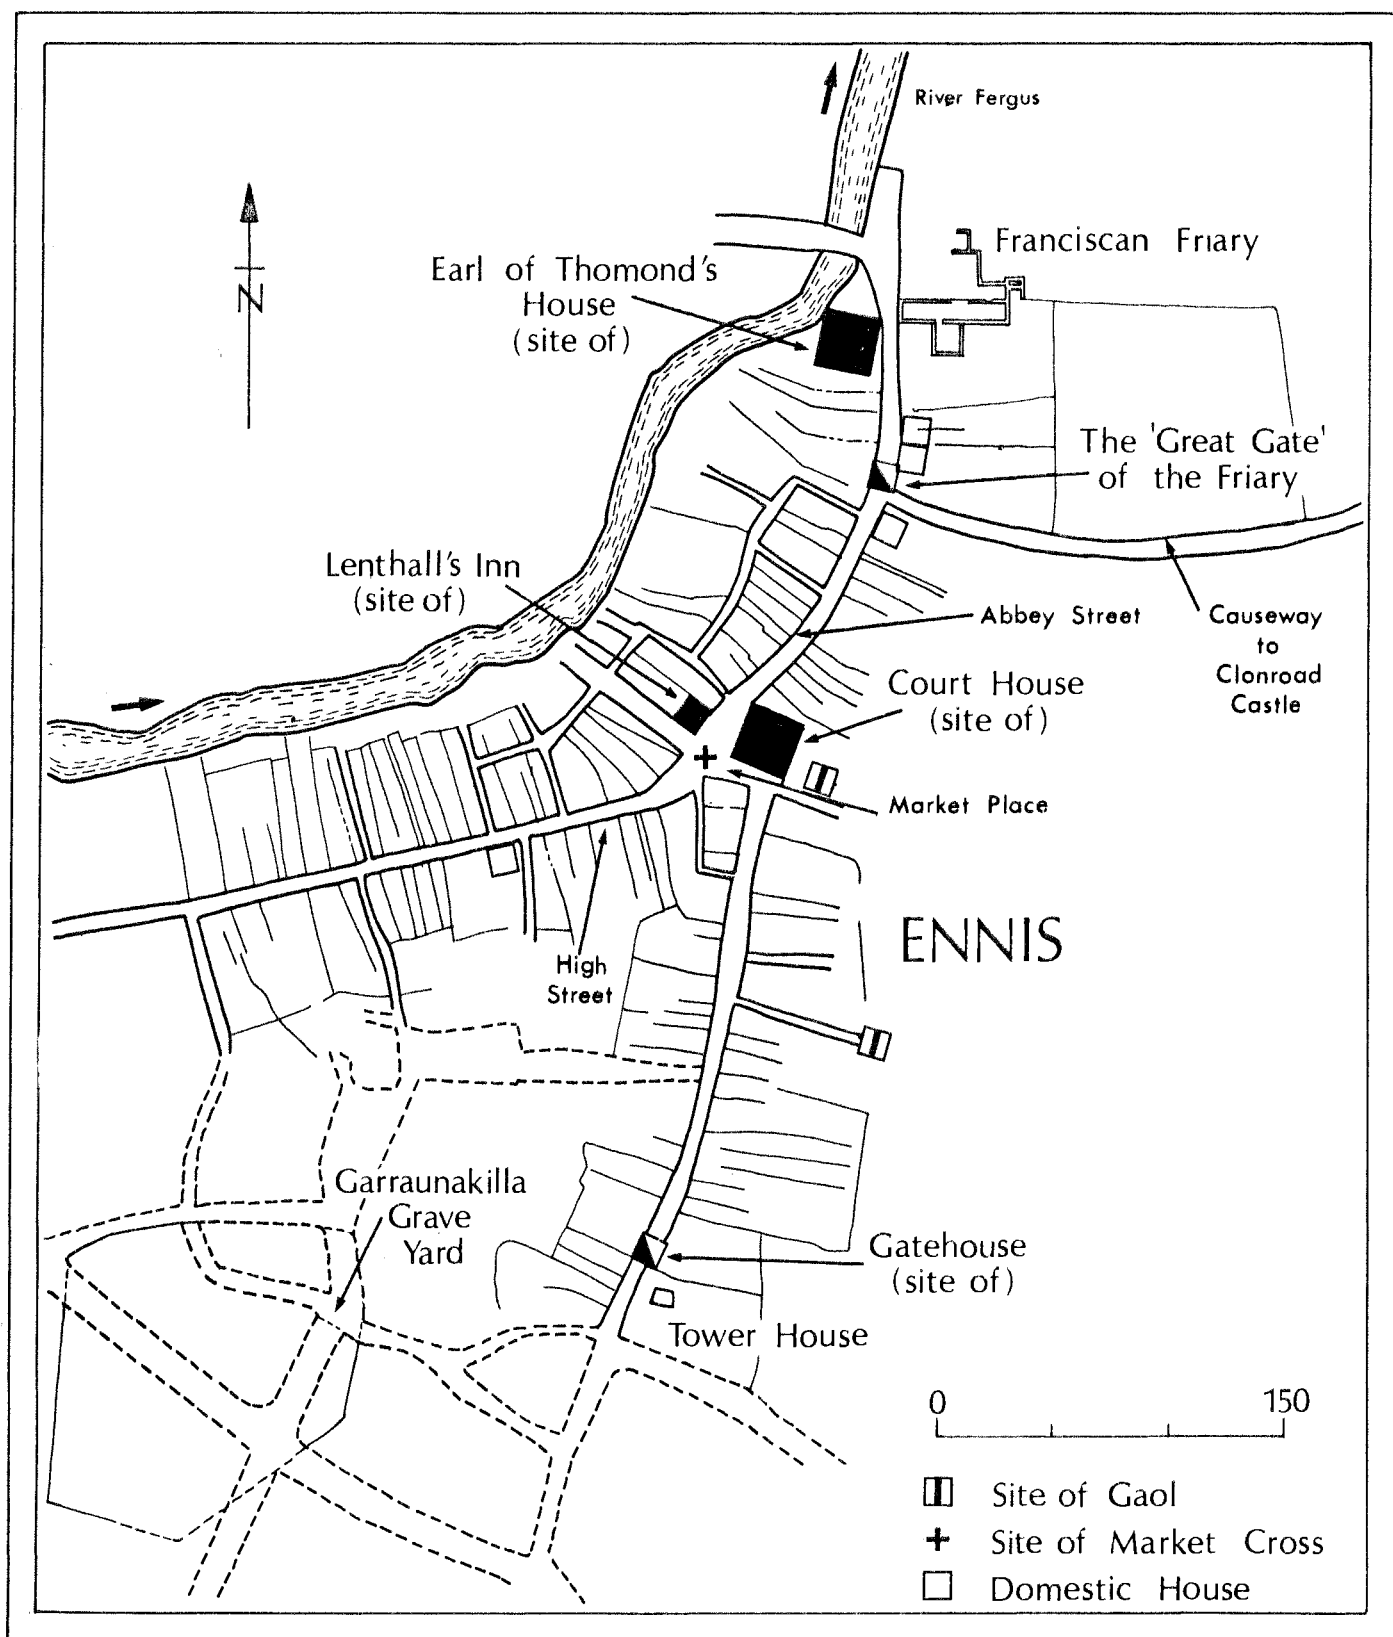 River Fergus
N
Franciscan Friary
Earl of Thomond's
House
(site of)
The 'Great Gate'
of the Friary
Lenthall's Inn
(site of)
Abbey Street
Causeway
to
Clonroad
Castle
Court House
(site of)
Market Place
ENNIS
High
Street
Garraunakilla
Grave
Yard
Gatehouse
(site of)
Tower House
0 150
Site of Gaol
Site of Market Cross
Domestic House